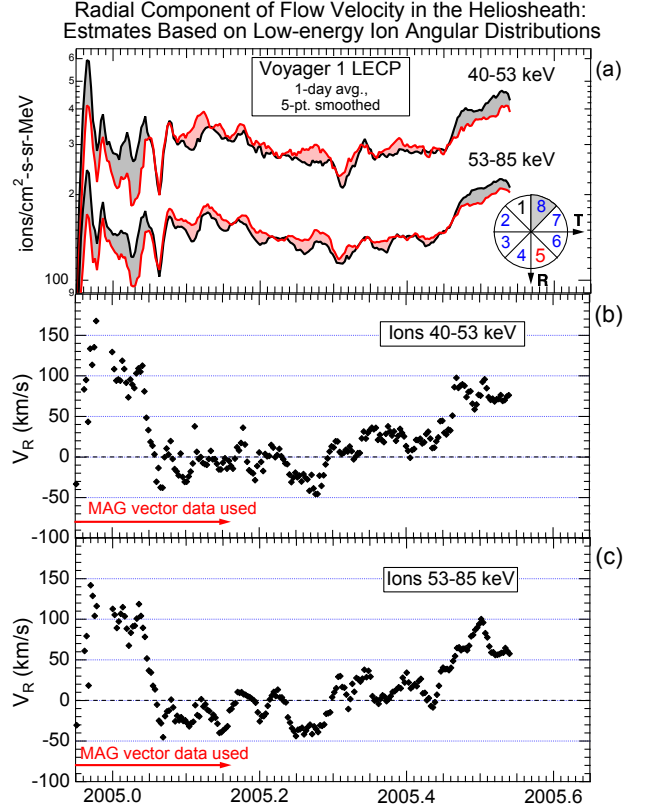 Radial Component of Flow Velocity in the Heliosheath:
Estmates Based on Low-energy Ion Angular Distributions
(a)
Voyager 1 LECP
1-day avg.,
5-pt. smoothed
40-53 keV
53-85 keV
ions/cm²-s-sr-MeV
6
5
4
3
2
100
9
1
8
2
7
3
6
4
5
T
R
(b)
Ions 40-53 keV
V_R (km/s)
150
100
50
0
-50
-100
MAG vector data used
(c)
Ions 53-85 keV
V_R (km/s)
150
100
50
0
-50
-100
MAG vector data used
2005.0 2005.2 2005.4 2005.6